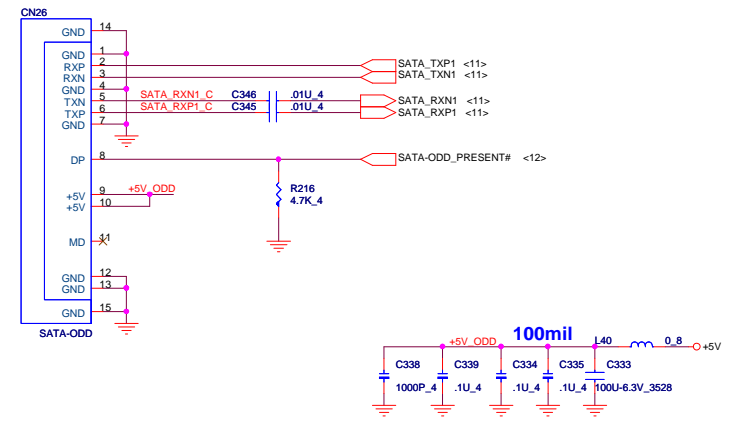 CN26
GND 14
GND 1
RXP 2 SATA_TXP1 <11>
RXN 3 SATA_TXN1 <11>
GND 4
TXN 5 SATA_RXN1_C C346 .01U_4 SATA_RXN1 <11>
TXP 6 SATA_RXP1_C C345 .01U_4 SATA_RXP1 <11>
GND 7
DP 8 SATA-ODD_PRESENT# <12>
R216
4.7K_4
+5V 9 +5V_ODD
+5V 10
MD 11
GND 12
GND 13
GND 15
SATA-ODD
100mil
+5V_ODD L40 0_8 +5V
C338 C339 C334 C335 C333
1000P_4 .1U_4 .1U_4 .1U_4 100U-6.3V_3528